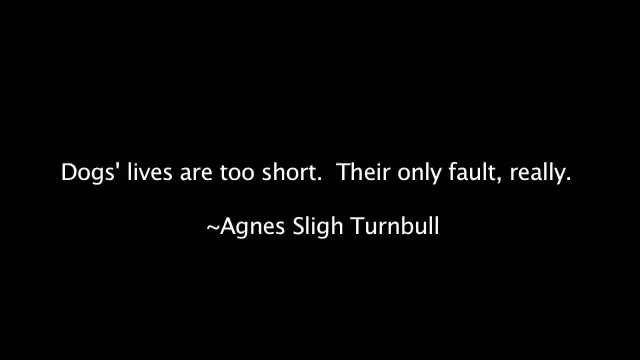 Dogs' lives are too short.  Their only fault, really.
~Agnes Sligh Turnbull